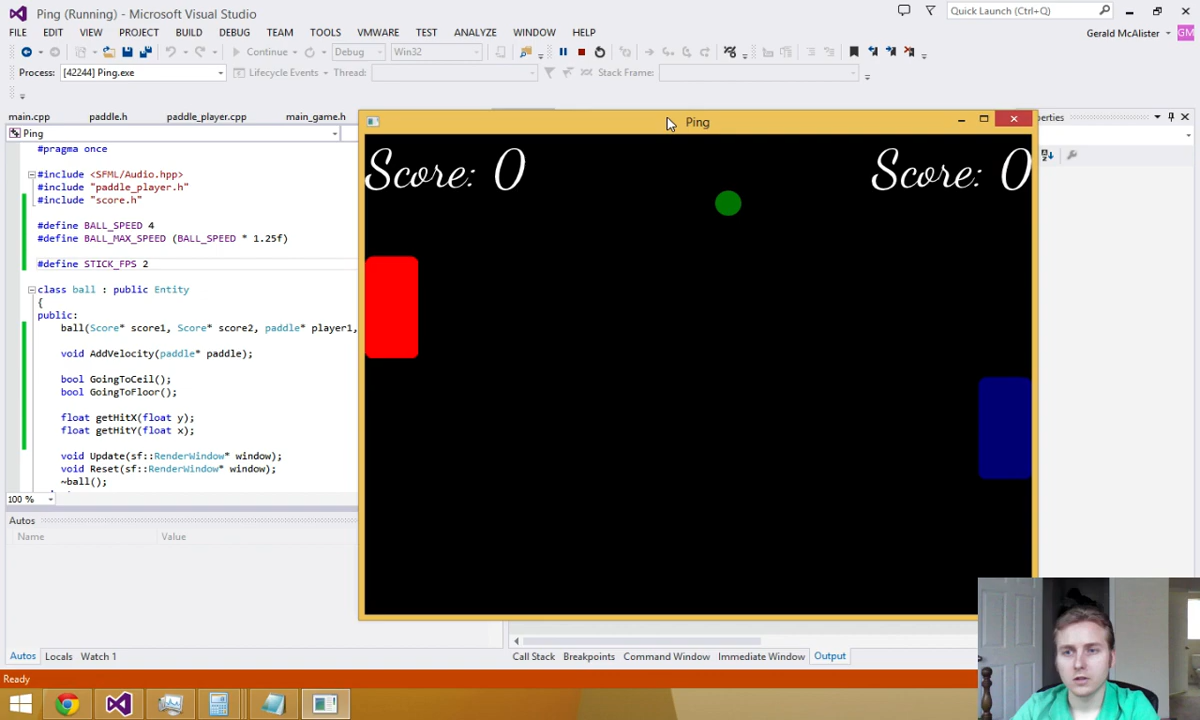 Ping (Running) - Microsoft Visual Studio
Quick Launch (Ctrl+Q)
FILE EDIT VIEW PROJECT BUILD DEBUG TEAM TOOLS VMWARE TEST ANALYZE WINDOW HELP
Gerald McAlister GM
Continue Debug Win32
Process: [42244] Ping.exe Lifecycle Events Thread: Stack Frame:
main.cpp paddle.h paddle_player.cpp main_game.h
Ping
Ping
#pragma once
#include <SFML/Audio.hpp>
#include "paddle_player.h"
#include "score.h"
#define BALL_SPEED 4
#define BALL_MAX_SPEED (BALL_SPEED * 1.25f)
#define STICK_FPS 2
class ball : public Entity
{
public:
ball(Score* score1, Score* score2, paddle* player1,
void AddVelocity(paddle* paddle);
bool GoingToCeil();
bool GoingToFloor();
float getHitX(float y);
float getHitY(float x);
void Update(sf::RenderWindow* window);
void Reset(sf::RenderWindow* window);
~ball();
Score: 0
Score: 0
perties
100 %
Autos
Name Value
Autos Locals Watch 1
Call Stack Breakpoints Command Window Immediate Window Output
Ready